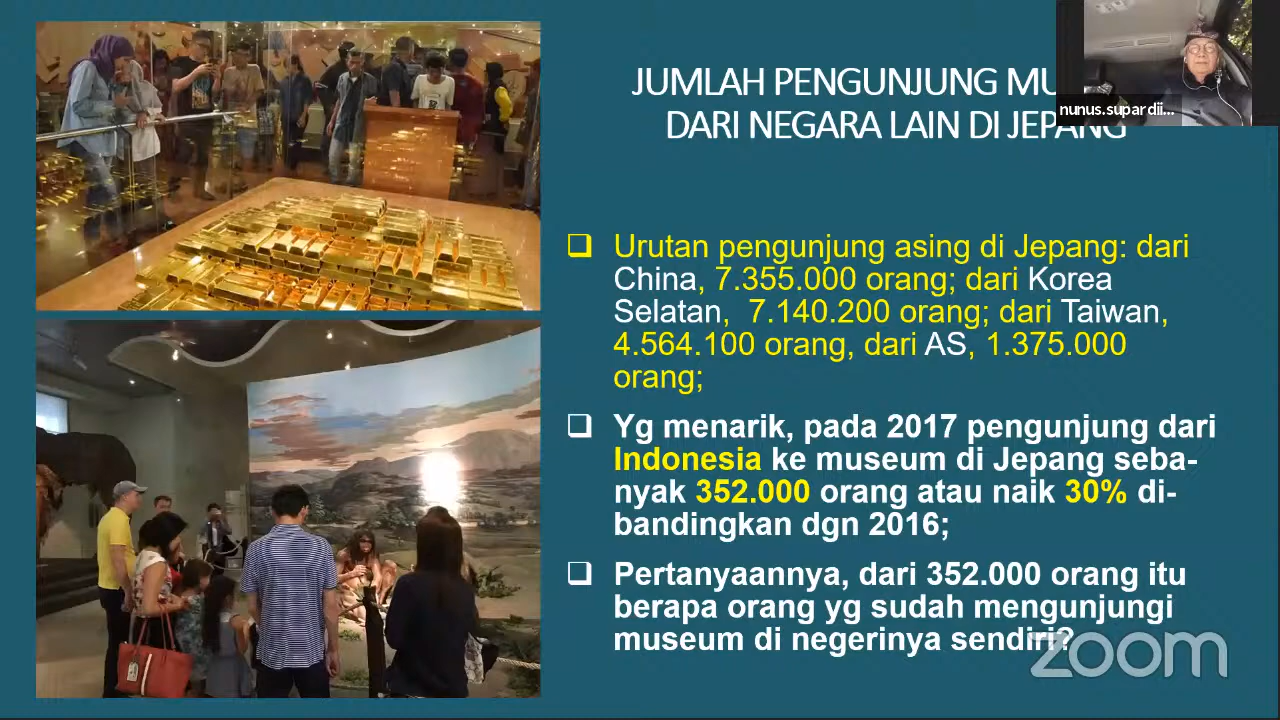 JUMLAH PENGUNJUNG MU
DARI NEGARA LAIN DI JEPANG
nunus.supardii...
❑ Urutan pengunjung asing di Jepang: dari
China, 7.355.000 orang; dari Korea
Selatan, 7.140.200 orang; dari Taiwan,
4.564.100 orang, dari AS, 1.375.000
orang;
❑ Yg menarik, pada 2017 pengunjung dari
Indonesia ke museum di Jepang seba-
nyak 352.000 orang atau naik 30% di-
bandingkan dgn 2016;
❑ Pertanyaannya, dari 352.000 orang itu
berapa orang yg sudah mengunjungi
museum di negerinya sendiri?
zoom